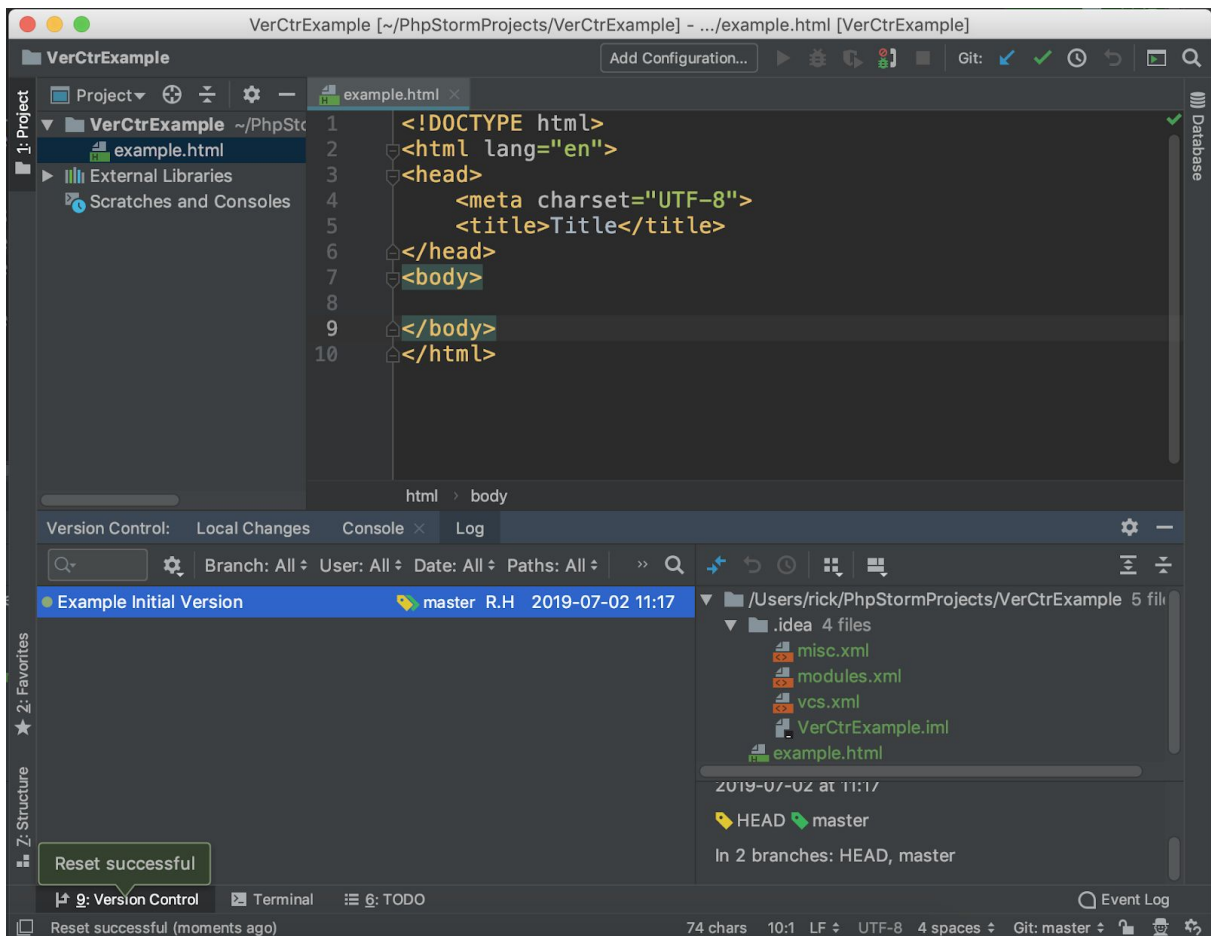 VerCtrExample [~/PhpStormProjects/VerCtrExample] - .../example.html [VerCtrExample]
VerCtrExample
Add Configuration...
Git:
1: Project
Project
example.html
VerCtrExample ~/PhpSto
example.html
External Libraries
Scratches and Consoles
1 <!DOCTYPE html>
2 <html lang="en">
3 <head>
4 <meta charset="UTF-8">
5 <title>Title</title>
6 </head>
7 <body>
8
9 </body>
10 </html>
Database
html › body
Version Control: Local Changes Console Log
Branch: All User: All Date: All Paths: All »
Example Initial Version master R.H 2019-07-02 11:17
/Users/rick/PhpStormProjects/VerCtrExample 5 fil
.idea 4 files
misc.xml
modules.xml
vcs.xml
VerCtrExample.iml
example.html
2019-07-02 at 11:17
HEAD master
In 2 branches: HEAD, master
2: Favorites
Z: Structure
Reset successful
9: Version Control Terminal 6: TODO Event Log
Reset successful (moments ago) 74 chars 10:1 LF UTF-8 4 spaces Git: master